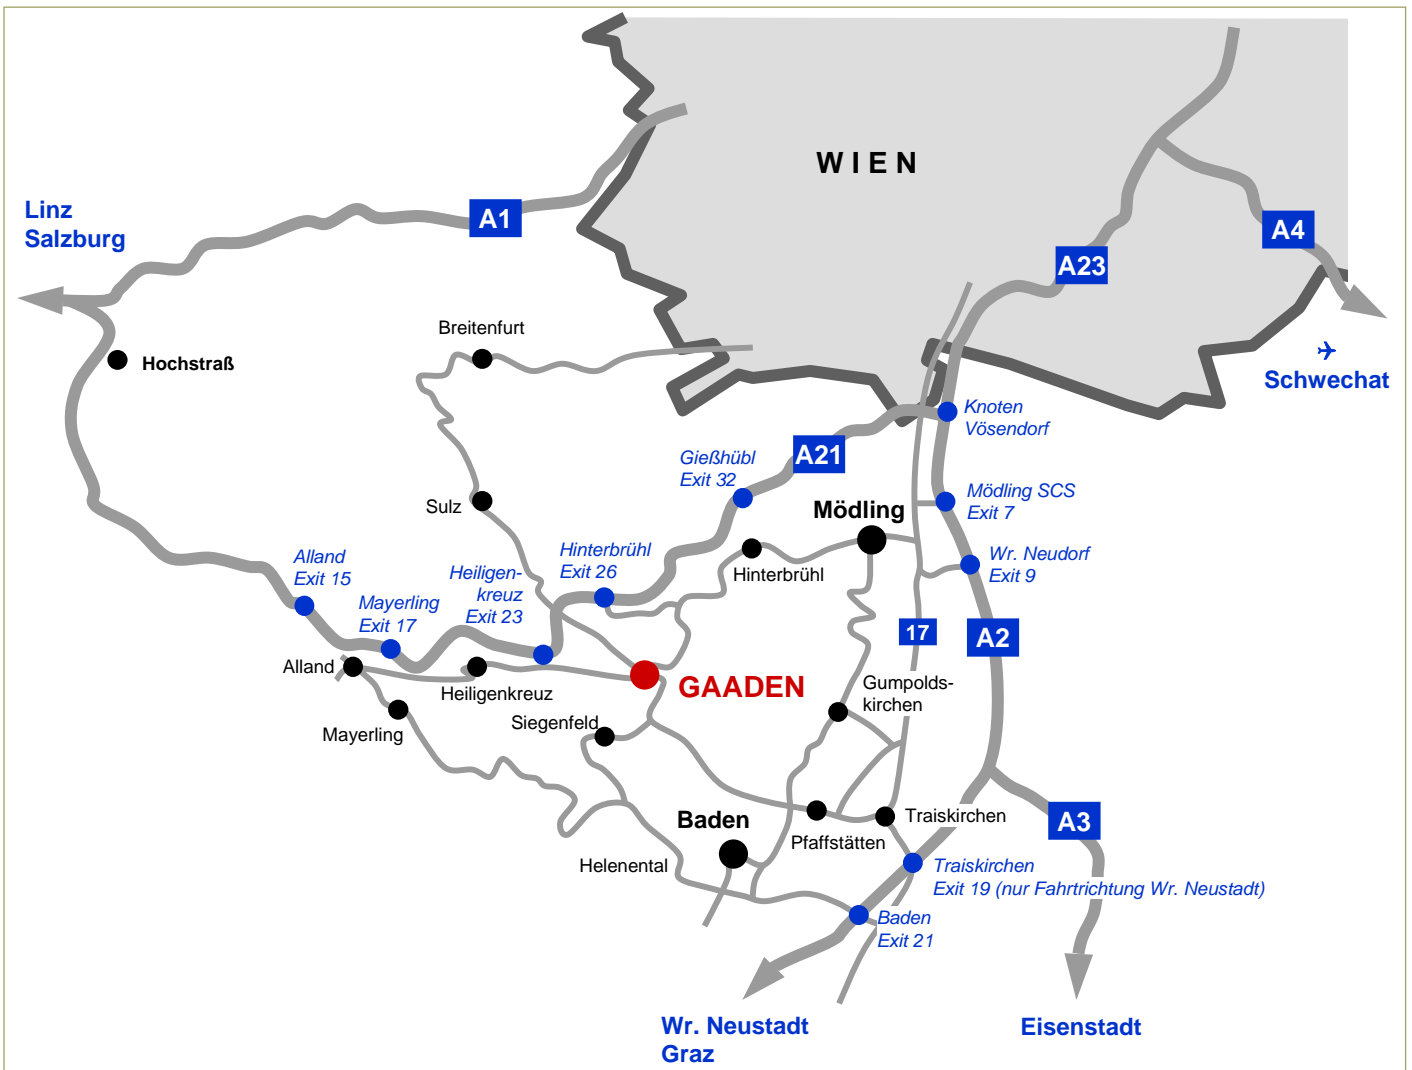 WIEN
Linz
Salzburg
A1
A4
A23
Breitenfurt
Hochstraß
Schwechat
Knoten
Vösendorf
Gießhübl
Exit 32
A21
Mödling SCS
Exit 7
Sulz
Mödling
Hinterbrühl
Exit 26
Wr. Neudorf
Exit 9
Alland
Exit 15
Heiligen-
kreuz
Exit 23
Hinterbrühl
Mayerling
Exit 17
17
A2
Alland
Heiligenkreuz
GAADEN
Gumpolds-
kirchen
Siegenfeld
Mayerling
Baden
Traiskirchen
A3
Pfaffstätten
Helenental
Traiskirchen
Exit 19 (nur Fahrtrichtung Wr. Neustadt)
Baden
Exit 21
Wr. Neustadt
Graz
Eisenstadt